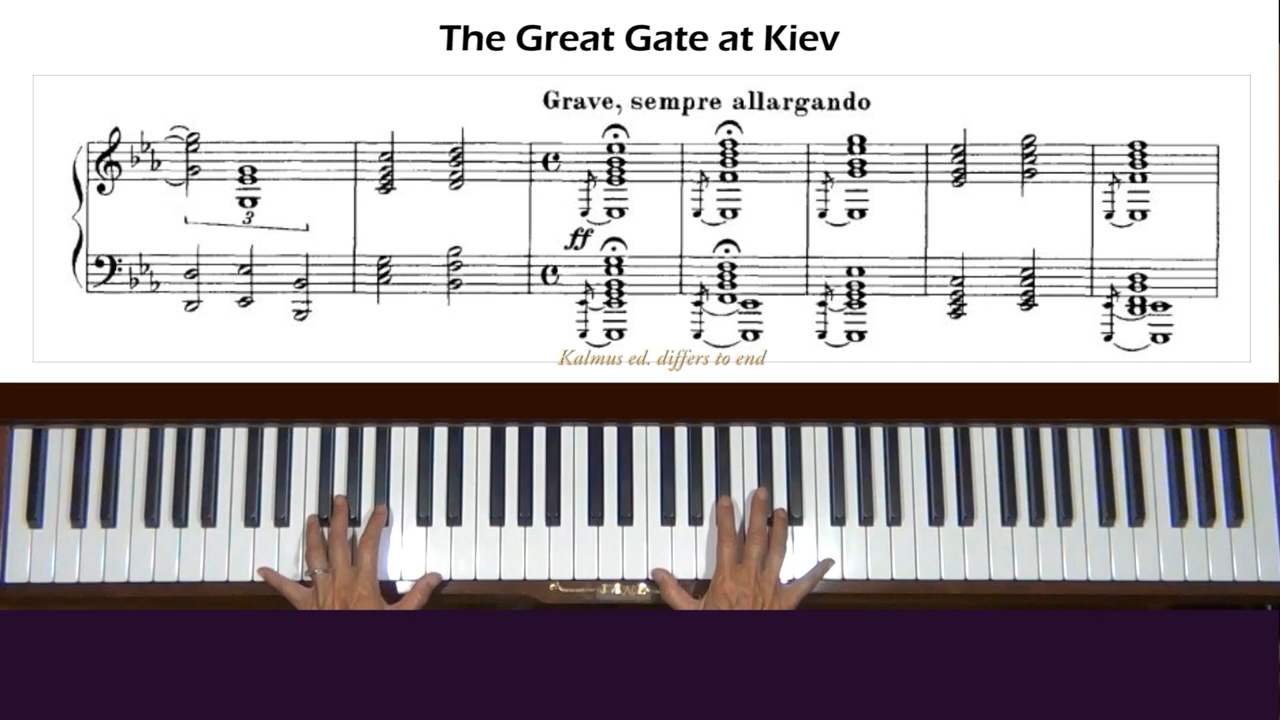 The Great Gate at Kiev
Grave, sempre allargando
3
ff
Kalmus ed. differs to end